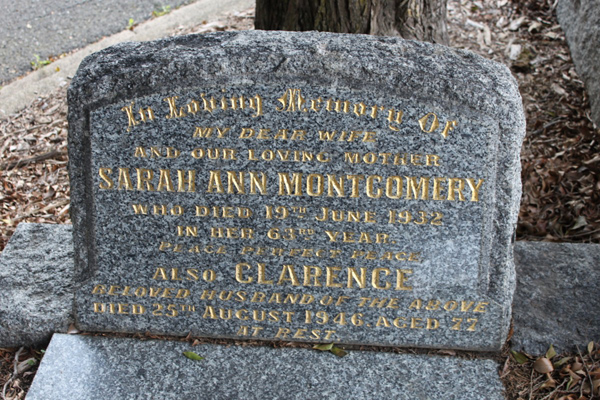 In Loving Memory Of
MY DEAR WIFE
AND OUR LOVING MOTHER
SARAH ANN MONTGOMERY
WHO DIED 19TH JUNE 1932
IN HER 63RD YEAR.
PEACE PERFECT PEACE
ALSO CLARENCE
BELOVED HUSBAND OF THE ABOVE
DIED 25TH AUGUST 1946. AGED 77
AT REST